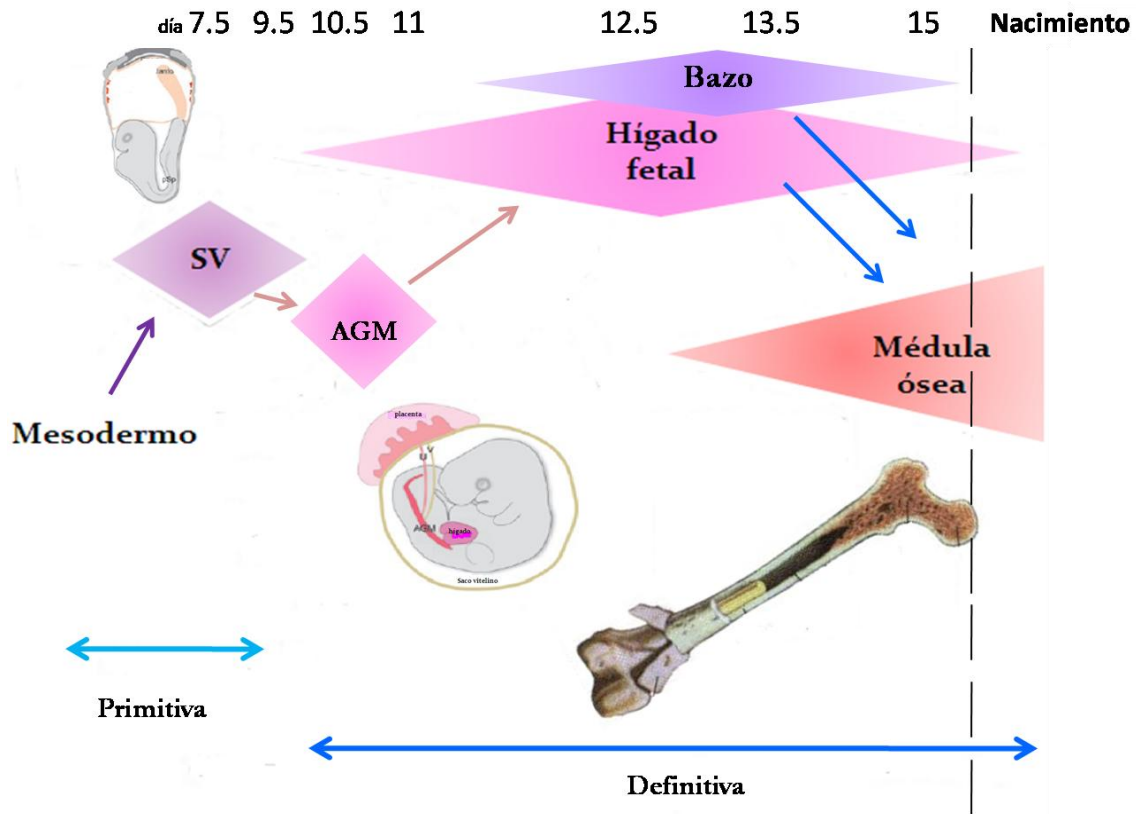 día 7.5 9.5 10.5 11 12.5 13.5 15 Nacimiento
Bazo
Hígado
fetal
SV
AGM
Médula
ósea
Mesodermo
placenta
U V
AGM
hígado
Saco vitelino
Primitiva
Definitiva